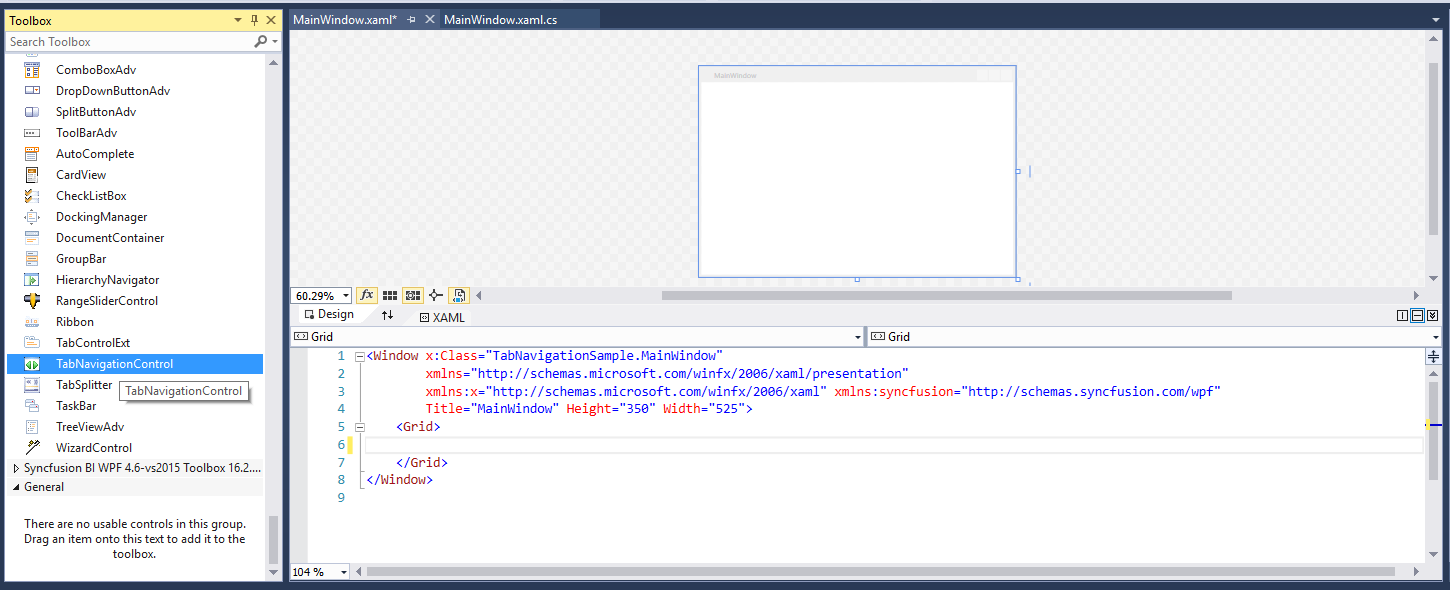 Toolbox
Search Toolbox
ComboBoxAdv
DropDownButtonAdv
SplitButtonAdv
ToolBarAdv
AutoComplete
CardView
CheckListBox
DockingManager
DocumentContainer
GroupBar
HierarchyNavigator
RangeSliderControl
Ribbon
TabControlExt
TabNavigationControl
TabSplitter
TabNavigationControl
TaskBar
TreeViewAdv
WizardControl
Syncfusion BI WPF 4.6-vs2015 Toolbox 16.2....
General
There are no usable controls in this group.
Drag an item onto this text to add it to the
toolbox.
MainWindow.xaml* MainWindow.xaml.cs
MainWindow
60.29% fx
Design XAML
Grid Grid
1 <Window x:Class="TabNavigationSample.MainWindow"
2 xmlns="http://schemas.microsoft.com/winfx/2006/xaml/presentation"
3 xmlns:x="http://schemas.microsoft.com/winfx/2006/xaml" xmlns:syncfusion="http://schemas.syncfusion.com/wpf"
4 Title="MainWindow" Height="350" Width="525">
5 <Grid>
6
7 </Grid>
8 </Window>
9
104 %